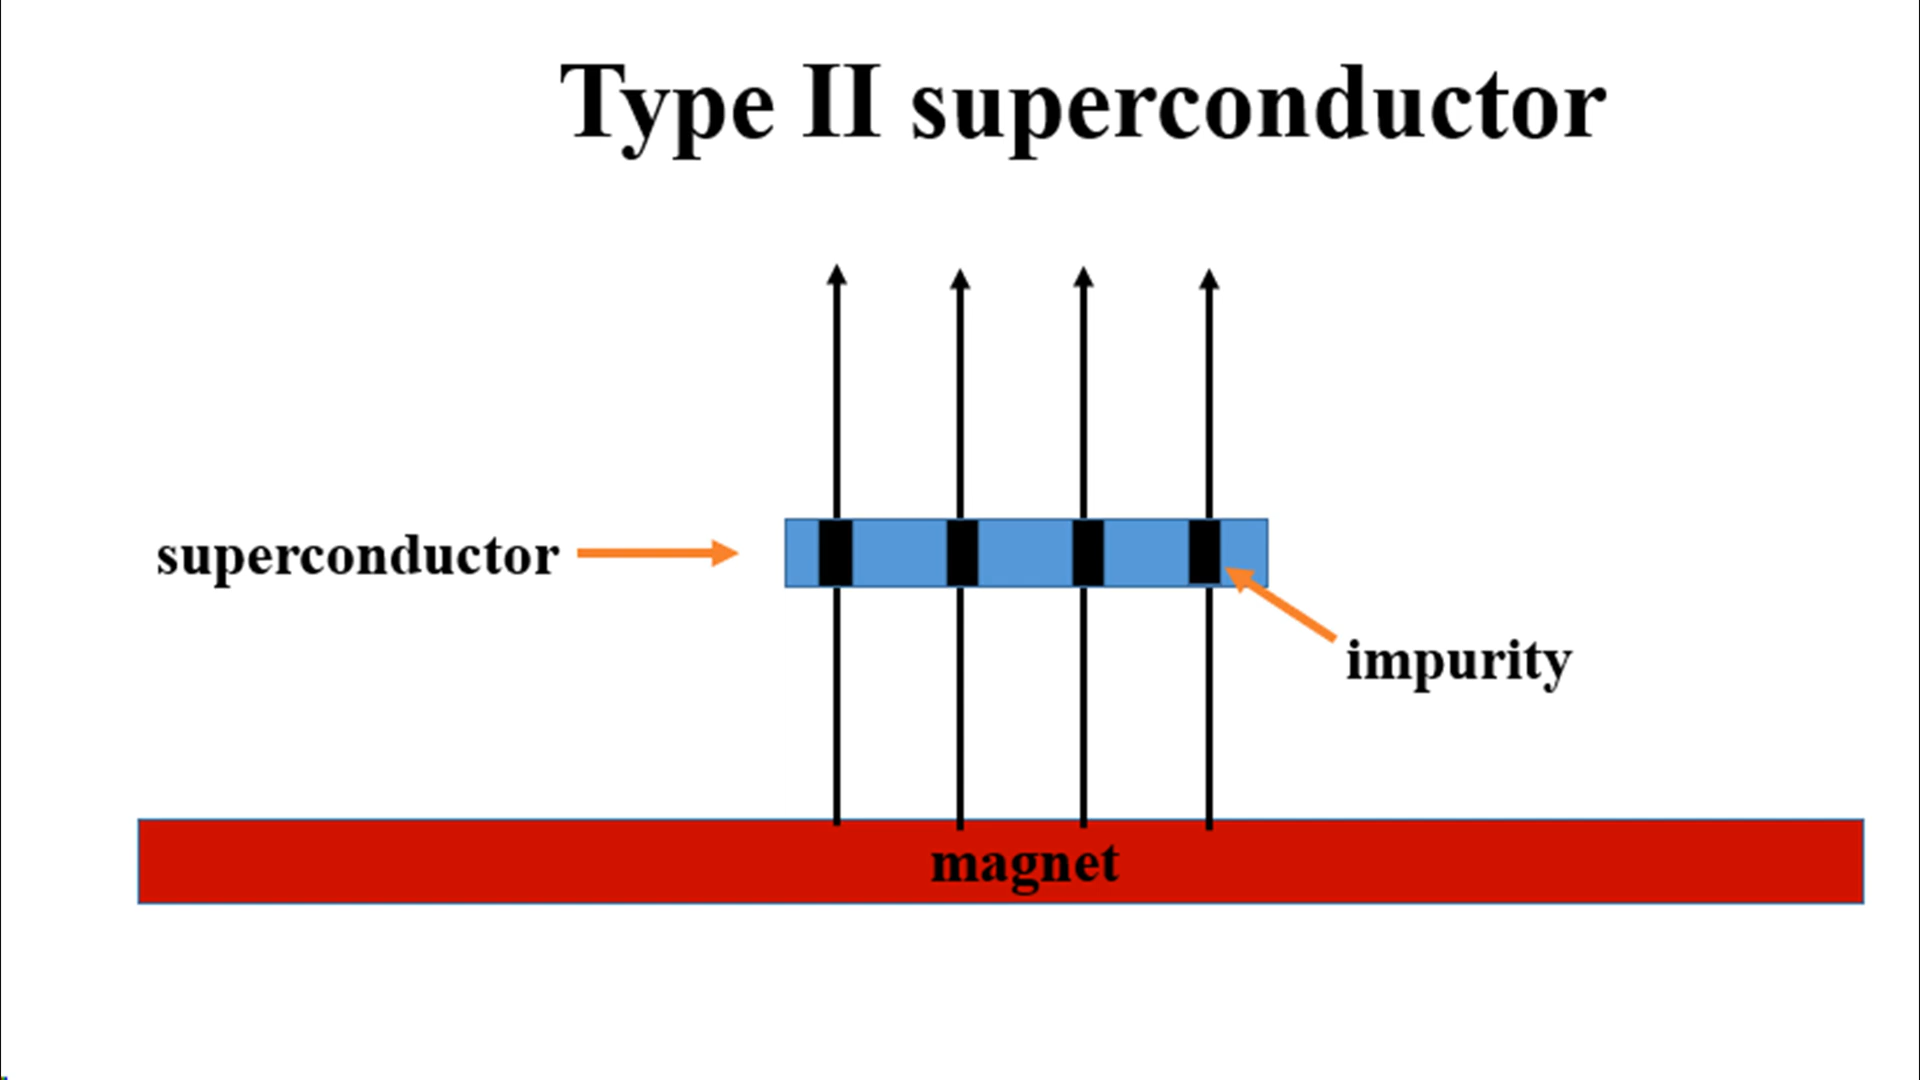 Type II superconductor
superconductor
impurity
magnet